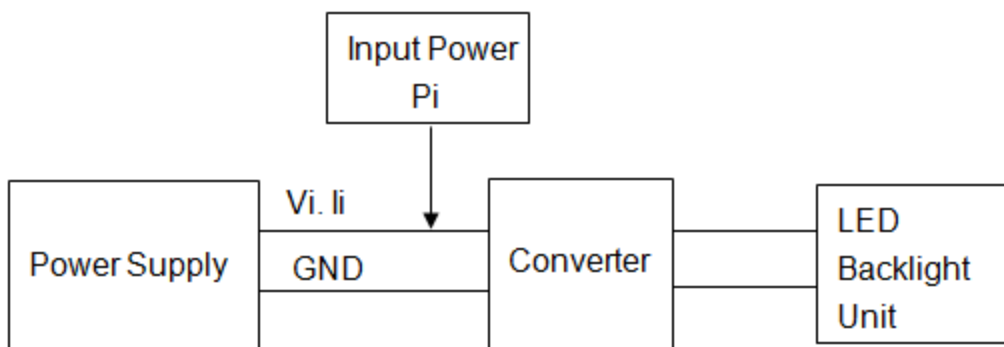 Input Power
Pi
Vi. Ii
Power Supply
GND
Converter
LED
Backlight
Unit